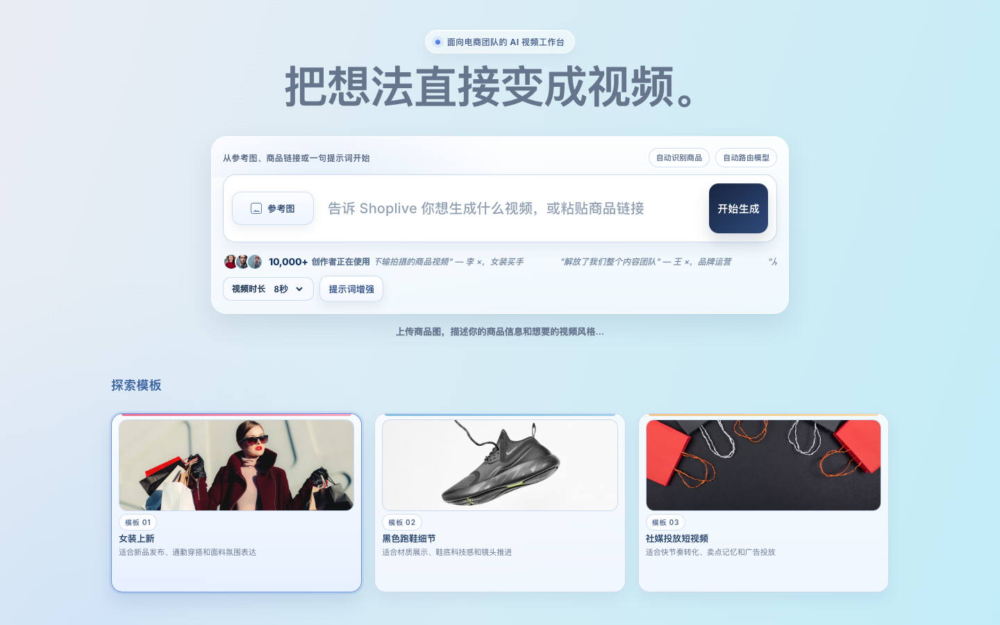 面向电商团队的 AI 视频工作台
把想法直接变成视频。
从参考图、商品链接或一句提示词开始
自动识别商品
自动路由模型
参考图
告诉 Shoplive 你想生成什么视频，或粘贴商品链接
开始生成
10,000+ 创作者正在使用
不输拍摄的商品视频" — 李 ×，女装买手
"解放了我们整个内容团队" — 王 ×，品牌运营
视频时长 8秒
提示词增强
上传商品图，描述你的商品信息和想要的视频风格...
探索模板
模板 01
女装上新
适合新品发布、通勤穿搭和面料氛围表达
模板 02
黑色跑鞋细节
适合材质展示、鞋底科技感和镜头推进
模板 03
社媒投放短视频
适合快节奏转化、卖点记忆和广告投放